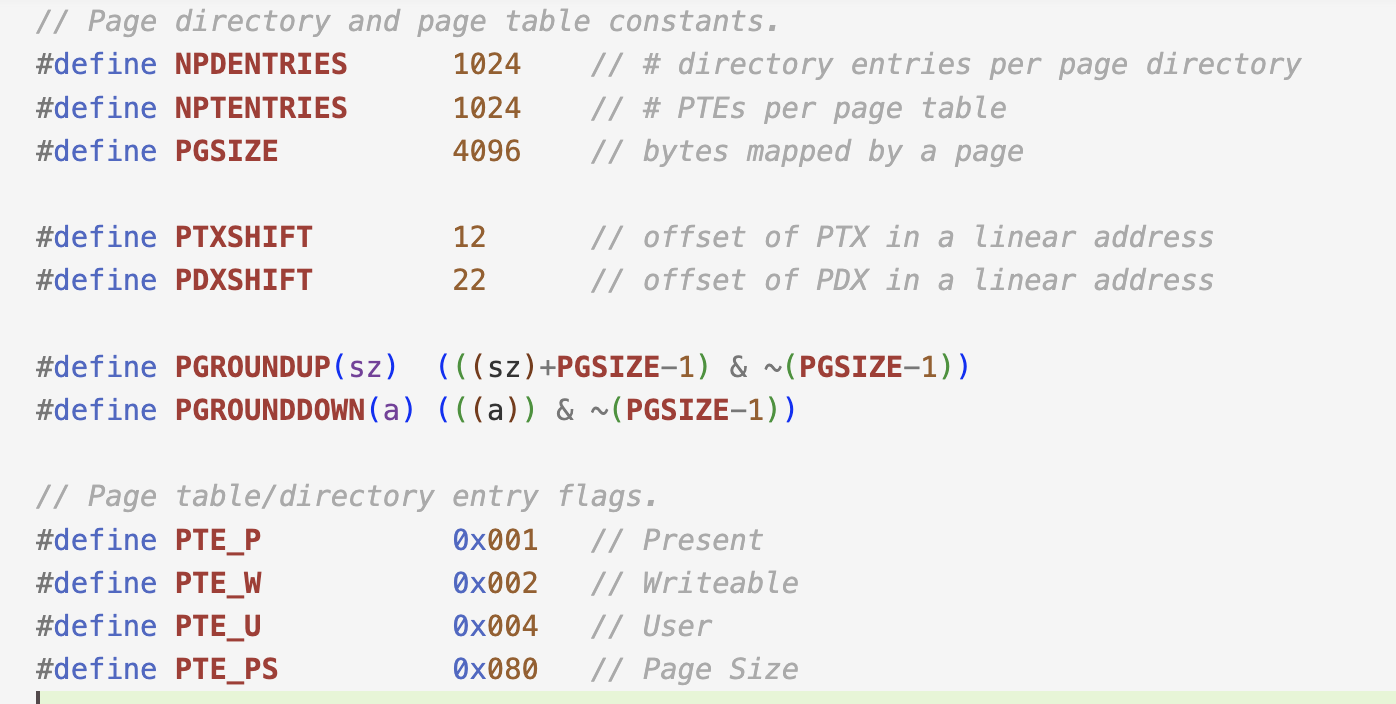 // Page directory and page table constants.
#define NPDENTRIES      1024    // # directory entries per page directory
#define NPTENTRIES      1024    // # PTEs per page table
#define PGSIZE          4096    // bytes mapped by a page
#define PTXSHIFT        12      // offset of PTX in a linear address
#define PDXSHIFT        22      // offset of PDX in a linear address
#define PGROUNDUP(sz)  (((sz)+PGSIZE-1) & ~(PGSIZE-1))
#define PGROUNDDOWN(a) (((a)) & ~(PGSIZE-1))
// Page table/directory entry flags.
#define PTE_P           0x001   // Present
#define PTE_W           0x002   // Writeable
#define PTE_U           0x004   // User
#define PTE_PS          0x080   // Page Size